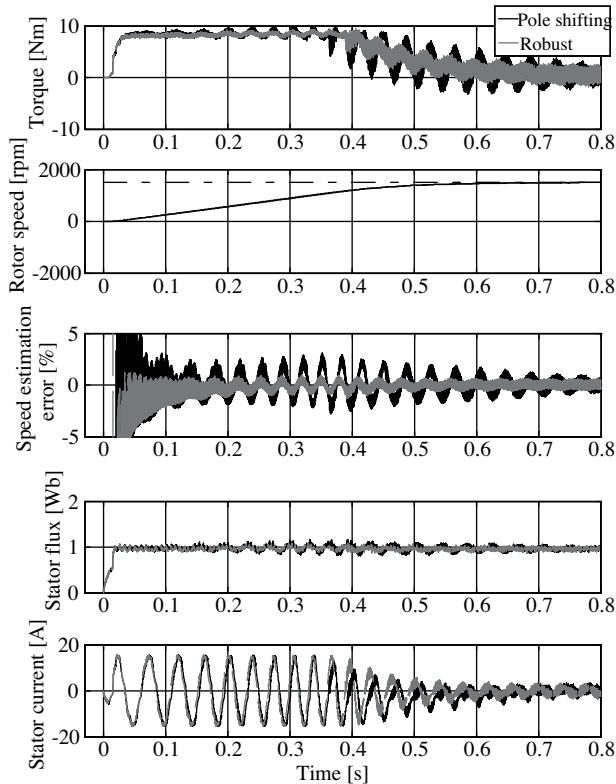 Pole shifting
Robust
Torque [Nm]
10
0
-10
0 0.1 0.2 0.3 0.4 0.5 0.6 0.7 0.8
Rotor speed [rpm]
2000
0
-2000
0 0.1 0.2 0.3 0.4 0.5 0.6 0.7 0.8
Speed estimation
error [%]
5
0
-5
0 0.1 0.2 0.3 0.4 0.5 0.6 0.7 0.8
Stator flux [Wb]
2
1
0
0 0.1 0.2 0.3 0.4 0.5 0.6 0.7 0.8
Stator current [A]
20
0
-20
0 0.1 0.2 0.3 0.4 0.5 0.6 0.7 0.8
Time [s]